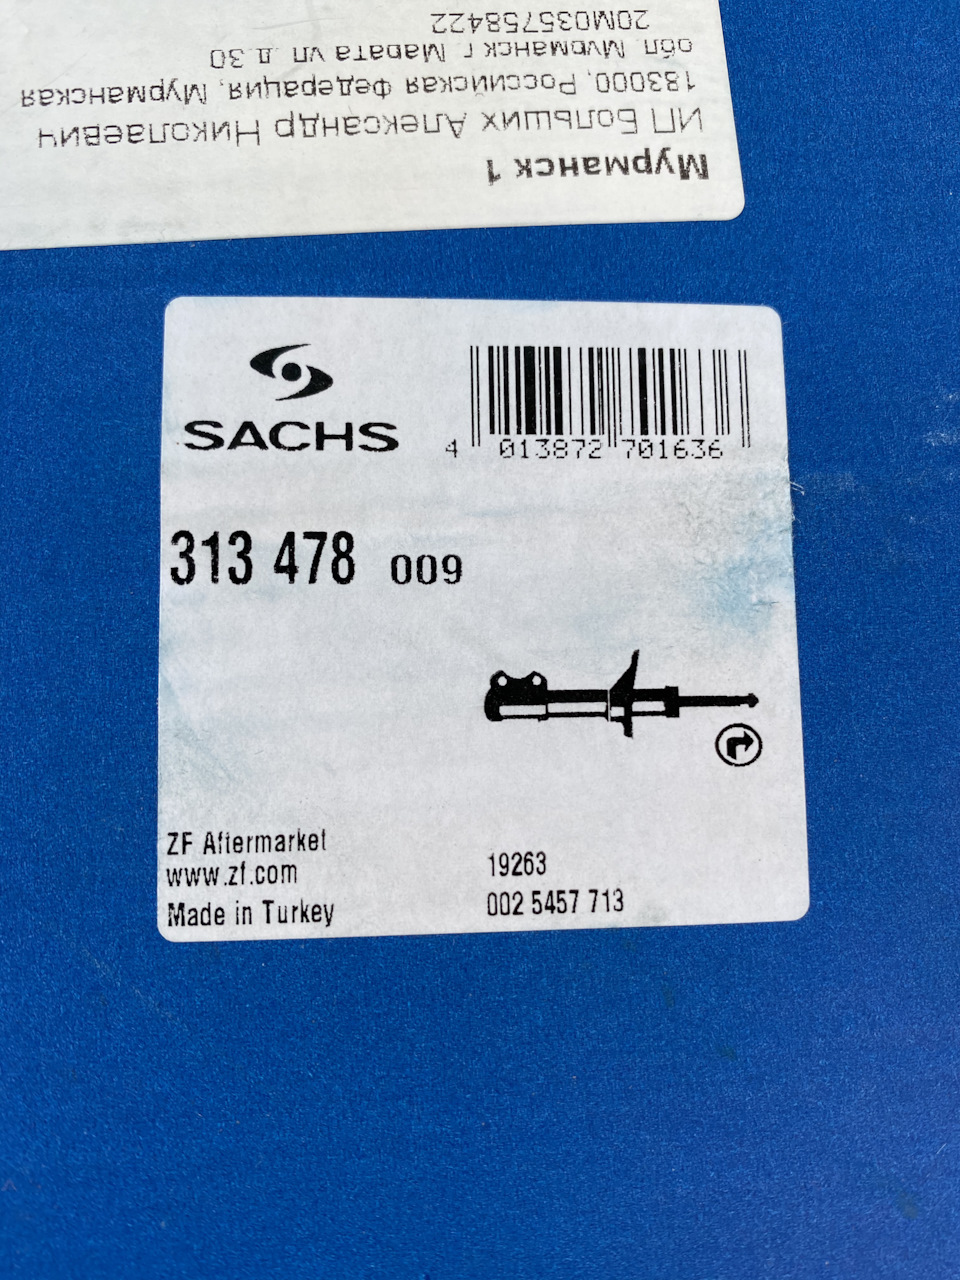 Мурманск 1
ИП Больших Александр Николаевич
183000, Российская Федерация, Мурманская
обл. Мурманск г. Марата ул. д. 30
20M035758422
SACHS
4 013872 701636
313 478 009
ZF Aftermarket
www.zf.com
Made in Turkey
19263
002 5457 713